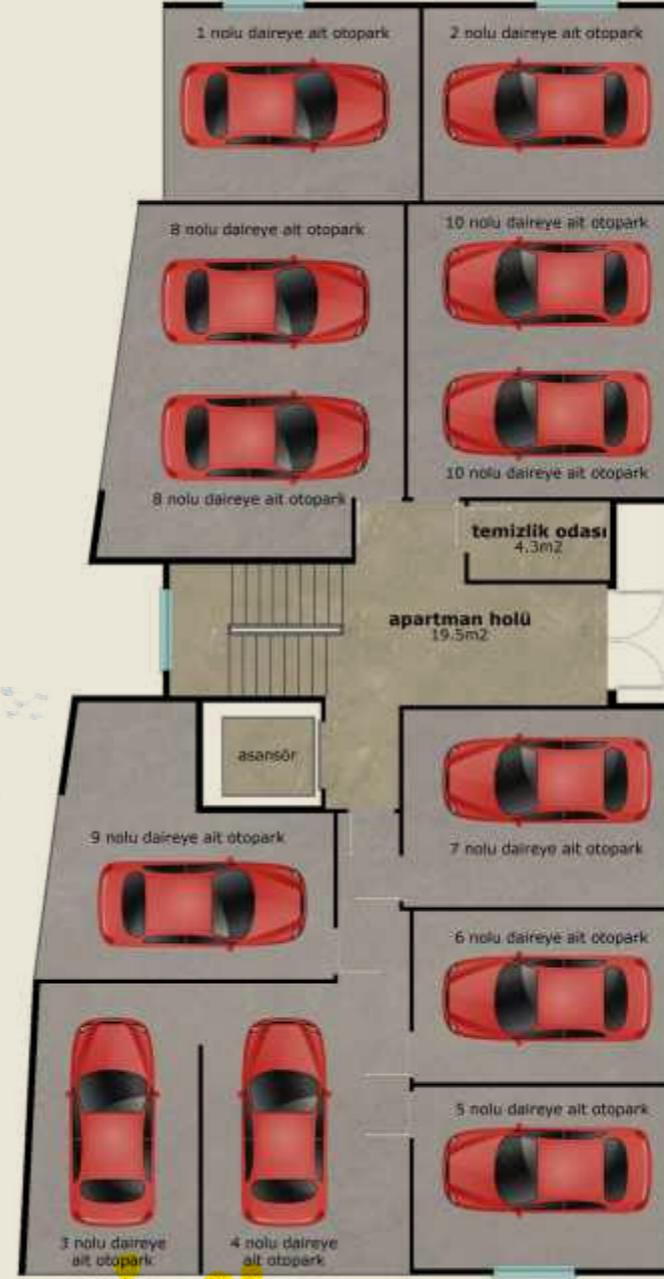 1 nolu daireye ait otopark
2 nolu daireye ait otopark
8 nolu daireye ait otopark
10 nolu daireye ait otopark
10 nolu daireye ait otopark
8 nolu daireye ait otopark
temizlik odası
4.3m2
apartman holü
19.5m2
asansör
9 nolu daireye ait otopark
7 nolu daireye ait otopark
6 nolu daireye ait otopark
5 nolu daireye ait otopark
3 nolu daireye
ait otopark
4 nolu daireye
ait otopark